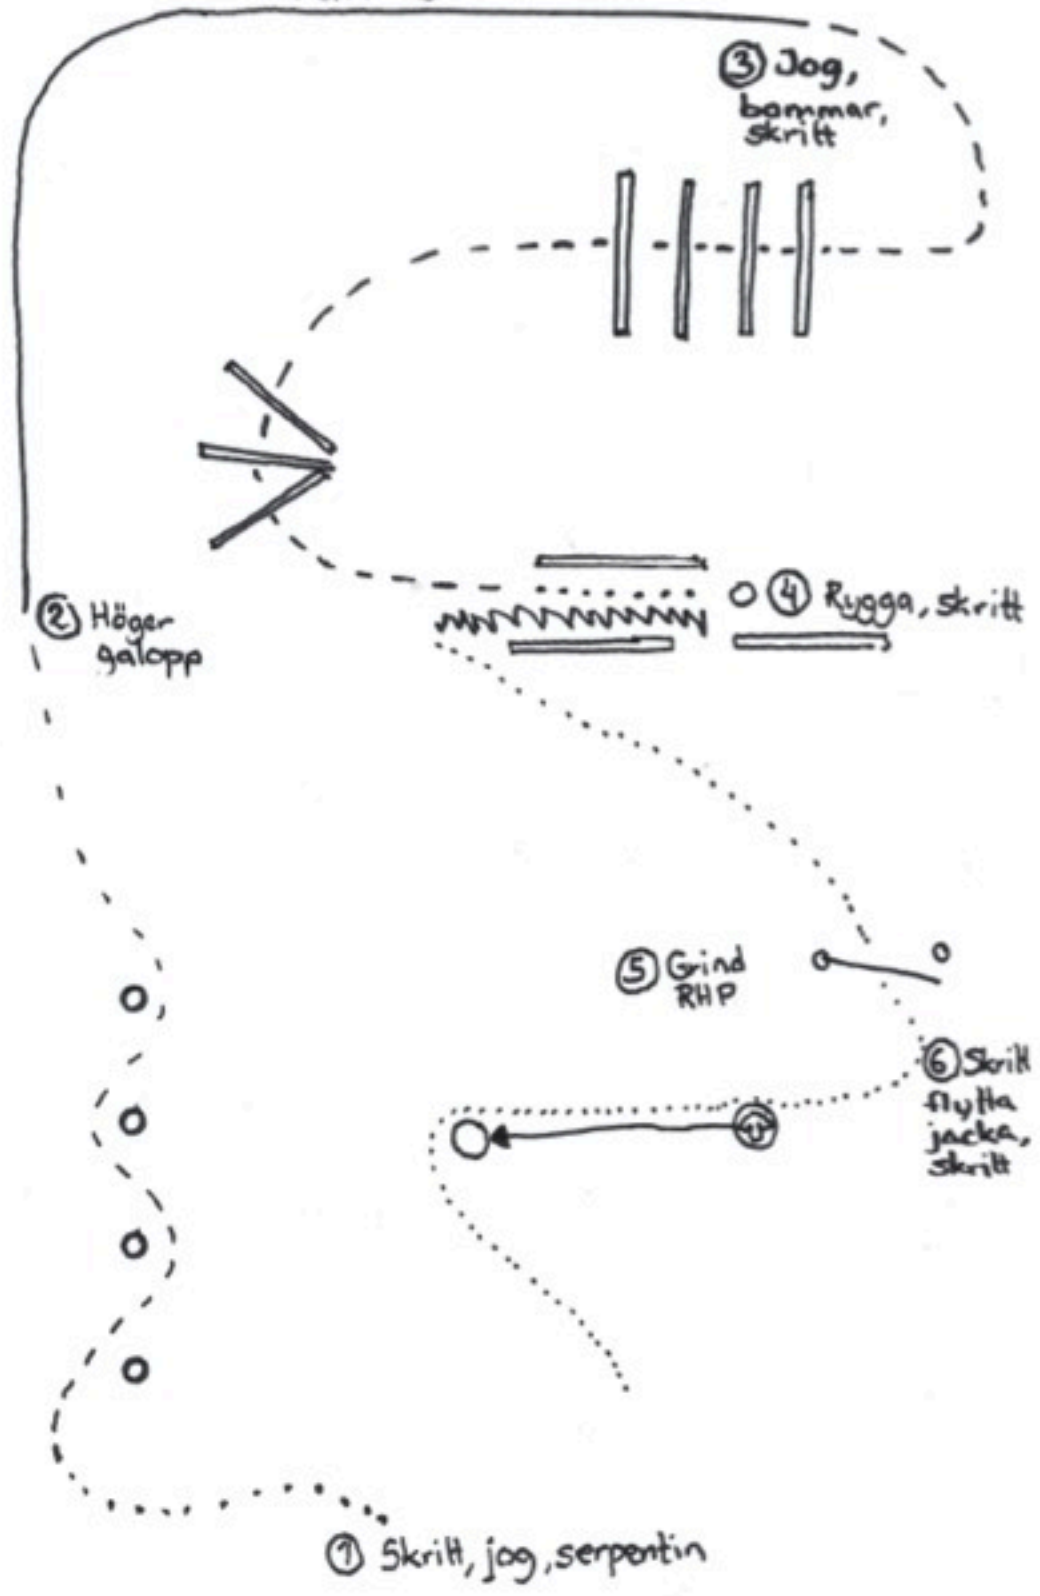 ③ Jog,
bommar,
skritt
④ Rygga, skritt
② Höger
galopp
⑤ Grind
RHP
⑥ Skritt
flytta
jacka,
skritt
① Skritt, jog, serpentin